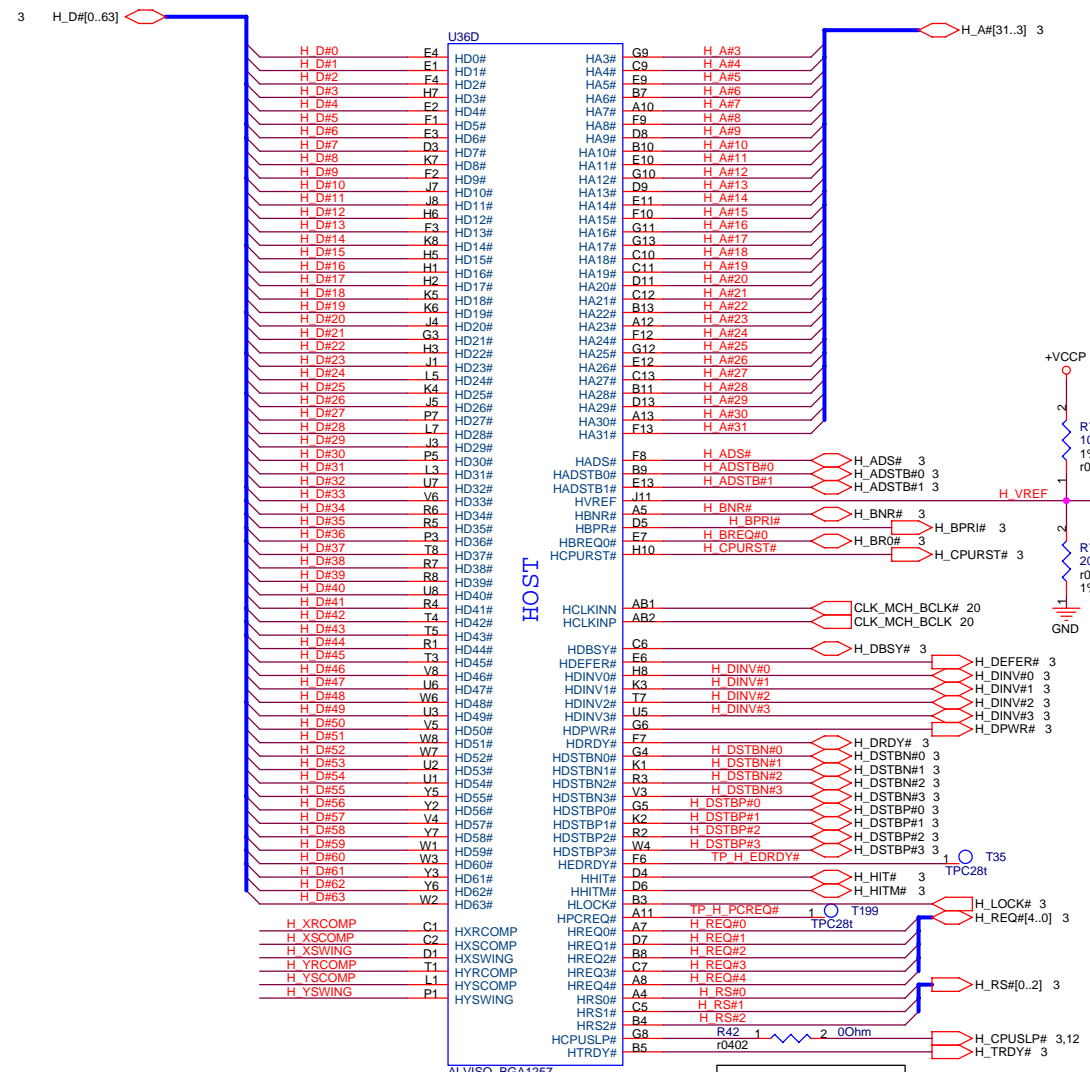 3 H_D#[0..63]
H_A#[31..3] 3
U36D
H_D#0 E4 HD0# HA3# G9 H_A#3
H_D#1 E1 HD1# HA4# C9 H_A#4
H_D#2 F4 HD2# HA5# E9 H_A#5
H_D#3 H7 HD3# HA6# B7 H_A#6
H_D#4 E2 HD4# HA7# A10 H_A#7
H_D#5 F1 HD5# HA8# F9 H_A#8
H_D#6 E3 HD6# HA9# D8 H_A#9
H_D#7 D3 HD7# HA10# B10 H_A#10
H_D#8 K7 HD8# HA11# E10 H_A#11
H_D#9 F2 HD9# HA12# G10 H_A#12
H_D#10 J7 HD10# HA13# D9 H_A#13
H_D#11 J8 HD11# HA14# E11 H_A#14
H_D#12 H6 HD12# HA15# F10 H_A#15
H_D#13 F3 HD13# HA16# G11 H_A#16
H_D#14 K8 HD14# HA17# G13 H_A#17
H_D#15 H5 HD15# HA18# C10 H_A#18
H_D#16 H1 HD16# HA19# C11 H_A#19
H_D#17 H2 HD17# HA20# D11 H_A#20
H_D#18 K5 HD18# HA21# C12 H_A#21
H_D#19 K6 HD19# HA22# B13 H_A#22
H_D#20 J4 HD20# HA23# A12 H_A#23
H_D#21 G3 HD21# HA24# F12 H_A#24
H_D#22 H3 HD22# HA25# G12 H_A#25
H_D#23 J1 HD23# HA26# E12 H_A#26
H_D#24 L5 HD24# HA27# C13 H_A#27
H_D#25 K4 HD25# HA28# B11 H_A#28
H_D#26 J5 HD26# HA29# D13 H_A#29
H_D#27 P7 HD27# HA30# A13 H_A#30
H_D#28 L7 HD28# HA31# F13 H_A#31
H_D#29 J3 HD29#
H_D#30 P5 HD30# HADS# F8 H_ADS# H_ADS# 3
H_D#31 L3 HD31# HADSTB0# B9 H_ADSTB#0 H_ADSTB#0 3
H_D#32 U7 HD32# HADSTB1# E13 H_ADSTB#1 H_ADSTB#1 3
H_D#33 V6 HD33# HVREF J11 H_VREF
H_D#34 R6 HD34# HBNR# A5 H_BNR# H_BNR# 3
H_D#35 R5 HD35# HBPR# D5 H_BPRI# H_BPRI# 3
H_D#36 P3 HD36# HBREQ0# E7 H_BREQ#0 H_BR0# 3
H_D#37 T8 HD37# HCPURST# H10 H_CPURST# H_CPURST# 3
H_D#38 R7 HD38#
H_D#39 R8 HD39#
H_D#40 U8 HD40#
H_D#41 R4 HD41# HCLKINN AB1 CLK_MCH_BCLK# 20
H_D#42 T4 HD42# HCLKINP AB2 CLK_MCH_BCLK 20
H_D#43 T5 HD43#
H_D#44 R1 HD44# HDBSY# C6 H_DBSY# 3
H_D#45 T3 HD45# HDEFER# E6 H_DEFER# 3
H_D#46 V8 HD46# HDINV0# H8 H_DINV#0 H_DINV#0 3
H_D#47 U6 HD47# HDINV1# K3 H_DINV#1 H_DINV#1 3
H_D#48 W6 HD48# HDINV2# T7 H_DINV#2 H_DINV#2 3
H_D#49 U3 HD49# HDINV3# U5 H_DINV#3 H_DINV#3 3
H_D#50 V5 HD50# HDPWR# G6 H_DPWR# 3
H_D#51 W8 HD51# HDRDY# F7 H_DRDY# 3
H_D#52 W7 HD52# HDSTBN0# G4 H_DSTBN#0 H_DSTBN#0 3
H_D#53 U2 HD53# HDSTBN1# K1 H_DSTBN#1 H_DSTBN#1 3
H_D#54 U1 HD54# HDSTBN2# R3 H_DSTBN#2 H_DSTBN#2 3
H_D#55 Y5 HD55# HDSTBN3# V3 H_DSTBN#3 H_DSTBN#3 3
H_D#56 Y2 HD56# HDSTBP0# G5 H_DSTBP#0 H_DSTBP#0 3
H_D#57 V4 HD57# HDSTBP1# K2 H_DSTBP#1 H_DSTBP#1 3
H_D#58 Y7 HD58# HDSTBP2# R2 H_DSTBP#2 H_DSTBP#2 3
H_D#59 W1 HD59# HDSTBP3# W4 H_DSTBP#3 H_DSTBP#3 3
H_D#60 W3 HD60# HEDRDY# F6 TP_H_EDRDY# 1 T35
TPC28t
H_D#61 Y3 HD61# HHIT# D4 H_HIT# 3
H_D#62 Y6 HD62# HHITM# D6 H_HITM# 3
H_D#63 W2 HD63# HLOCK# B3 H_LOCK# 3
HPCREQ# A11 TP_H_PCREQ# 1 T199
TPC28t
H_REQ#[4..0] 3
H_XRCOMP C1 HXRCOMP HREQ0# A7 H_REQ#0
H_XSCOMP C2 HXSCOMP HREQ1# D7 H_REQ#1
H_XSWING D1 HXSWING HREQ2# B8 H_REQ#2
H_YRCOMP T1 HYRCOMP HREQ3# C7 H_REQ#3
H_YSCOMP L1 HYSCOMP HREQ4# A8 H_REQ#4
H_RS#[0..2] 3
H_YSWING P1 HYSWING HRS0# A4 H_RS#0
HRS1# C5 H_RS#1
HRS2# B4 H_RS#2
HCPUSLP# G8 R42 1 2 0Ohm H_CPUSLP# 3,12
r0402
HTRDY# B5 H_TRDY# 3
HOST
ALVISO_BGA1257
+VCCP
2
1
2
1
GND